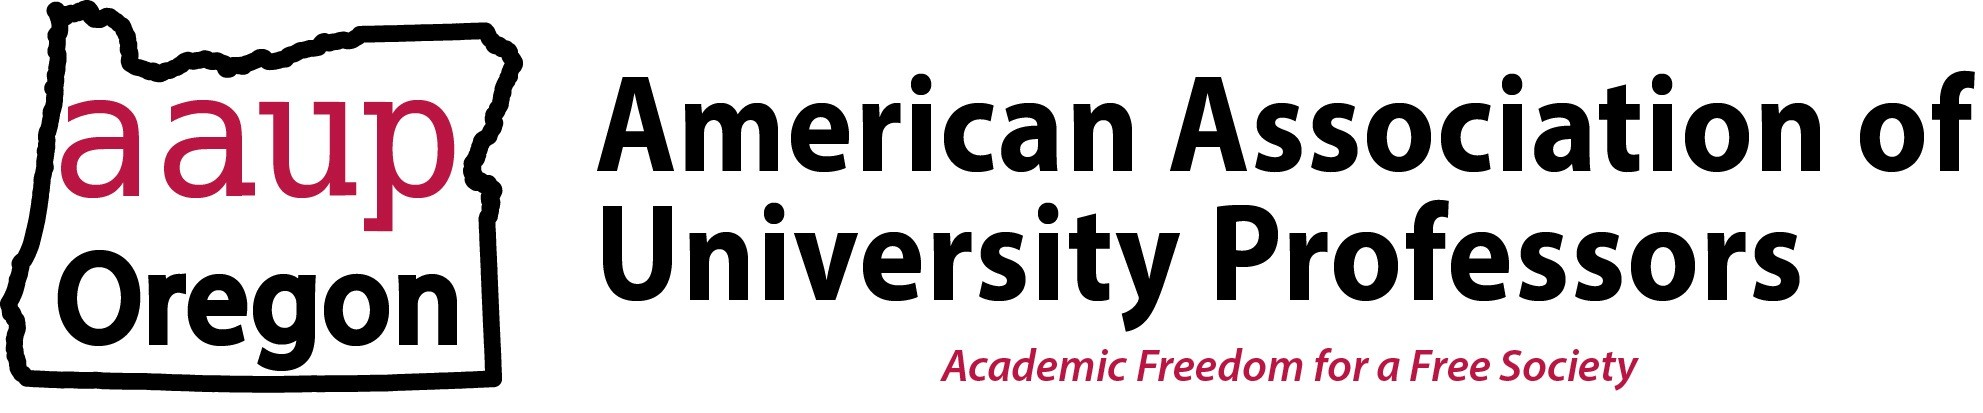 aaup
Oregon
American Association of
University Professors
Academic Freedom for a Free Society